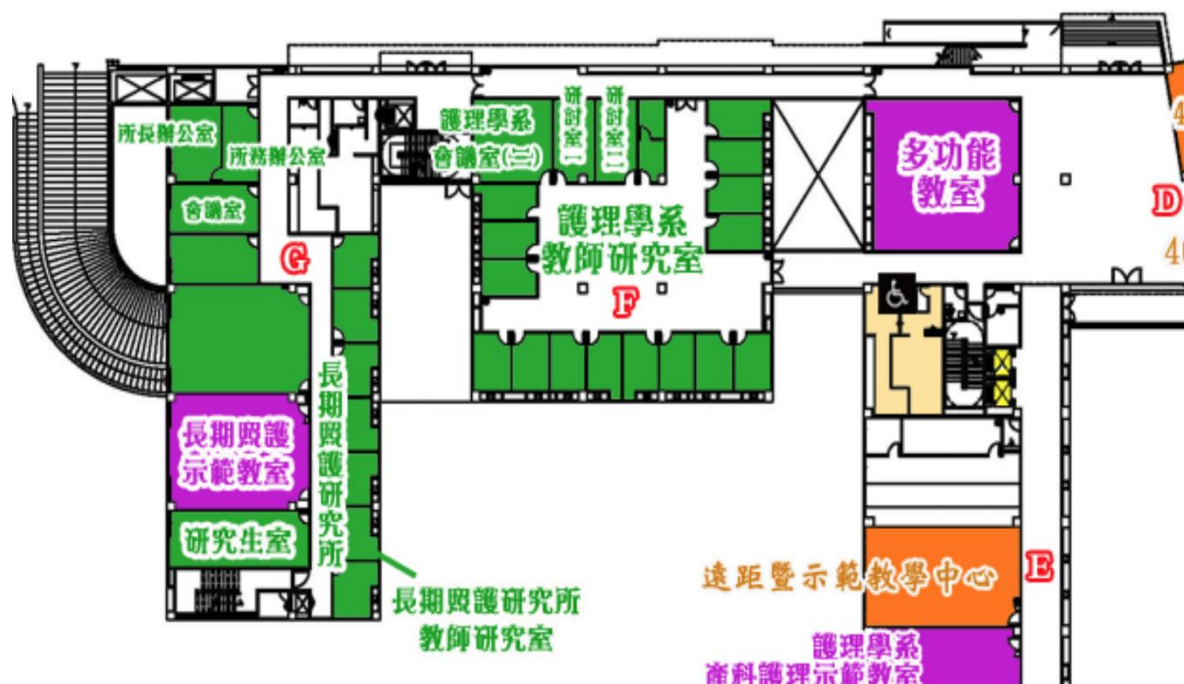 所長辦公室
所務辦公室
會議室
G
長期照護
示範教室
研究生室
長期照護研究所
長期照護研究所
教師研究室
護理學系
會議室(三)
研討室一
研討室二
護理學系
教師研究室
F
多功能
教室
D
4
40
遠距暨示範教學中心
E
護理學系
產科護理示範教室